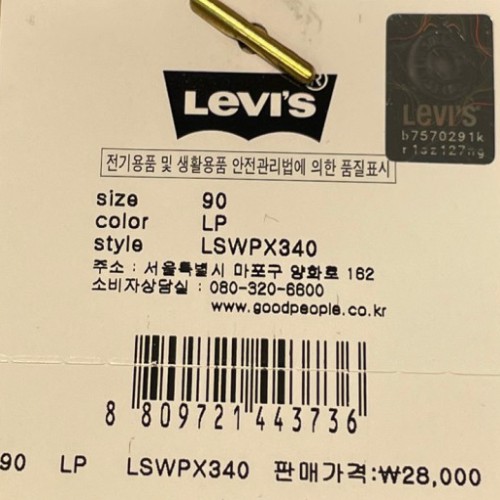 Levi's®
Levi's
b7570291k
r1sz127ng
전기용품 및 생활용품 안전관리법에 의한 품질표시
size 90
color LP
style LSWPX340
주소 : 서울특별시 마포구 양화로 162
소비자상담실 : 080-320-6600
www.goodpeople.co.kr
8 809721 443736
90 LP LSWPX340 판매가격:₩28,000